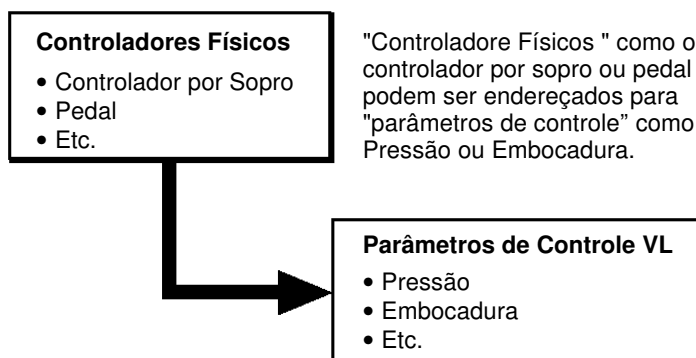 Controladores Físicos
• Controlador por Sopro
• Pedal
• Etc.
"Controladore Físicos " como o
controlador por sopro ou pedal
podem ser endereçados para
"parâmetros de controle” como
Pressão ou Embocadura.
Parâmetros de Controle VL
• Pressão
• Embocadura
• Etc.